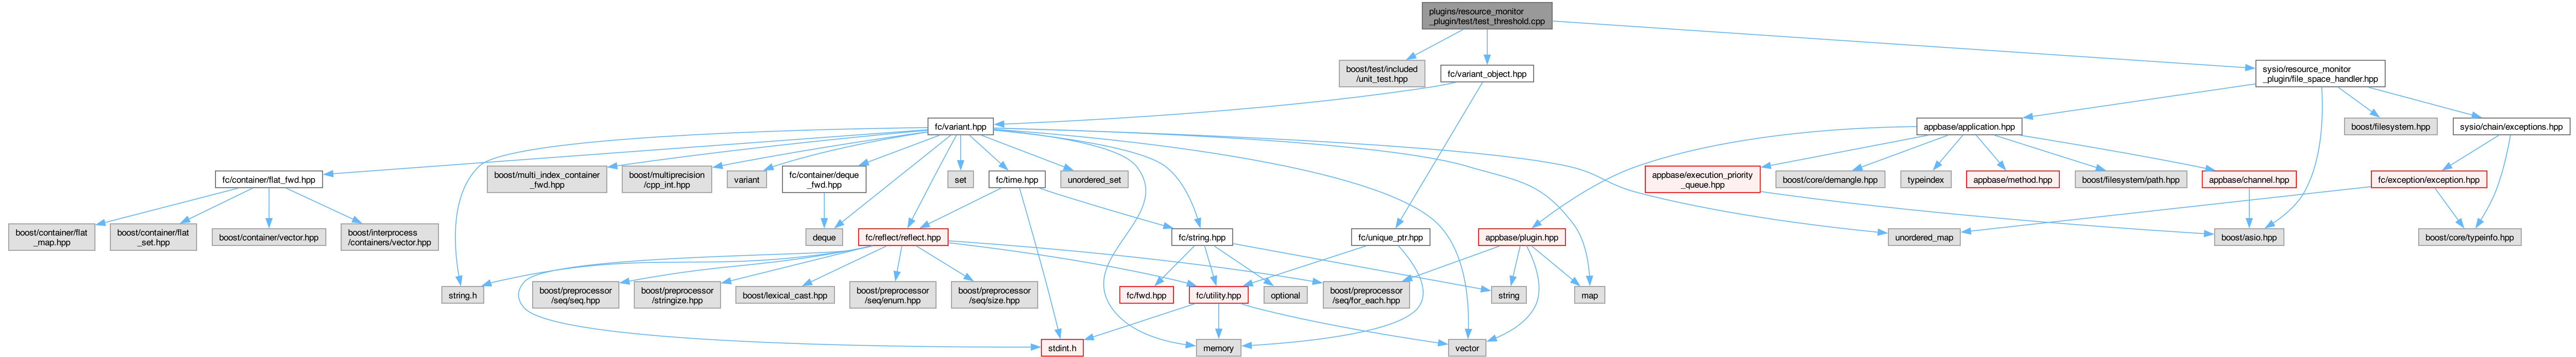 plugins/resource_monitor
_plugin/test/test_threshold.cpp
boost/test/included
/unit_test.hpp
fc/variant_object.hpp
sysio/resource_monitor
_plugin/file_space_handler.hpp
fc/variant.hpp
appbase/application.hpp
boost/filesystem.hpp
sysio/chain/exceptions.hpp
fc/container/flat_fwd.hpp
boost/multi_index_container
_fwd.hpp
boost/multiprecision
/cpp_int.hpp
variant
fc/container/deque
_fwd.hpp
set
fc/time.hpp
unordered_set
appbase/execution_priority
_queue.hpp
boost/core/demangle.hpp
typeindex
appbase/method.hpp
boost/filesystem/path.hpp
appbase/channel.hpp
fc/exception/exception.hpp
boost/container/flat
_map.hpp
boost/container/flat
_set.hpp
boost/container/vector.hpp
boost/interprocess
/containers/vector.hpp
deque
fc/reflect/reflect.hpp
fc/string.hpp
fc/unique_ptr.hpp
appbase/plugin.hpp
unordered_map
boost/asio.hpp
boost/core/typeinfo.hpp
string.h
boost/preprocessor
/seq/seq.hpp
boost/preprocessor
/stringize.hpp
boost/lexical_cast.hpp
boost/preprocessor
/seq/enum.hpp
boost/preprocessor
/seq/size.hpp
fc/fwd.hpp
fc/utility.hpp
optional
boost/preprocessor
/seq/for_each.hpp
string
map
stdint.h
memory
vector